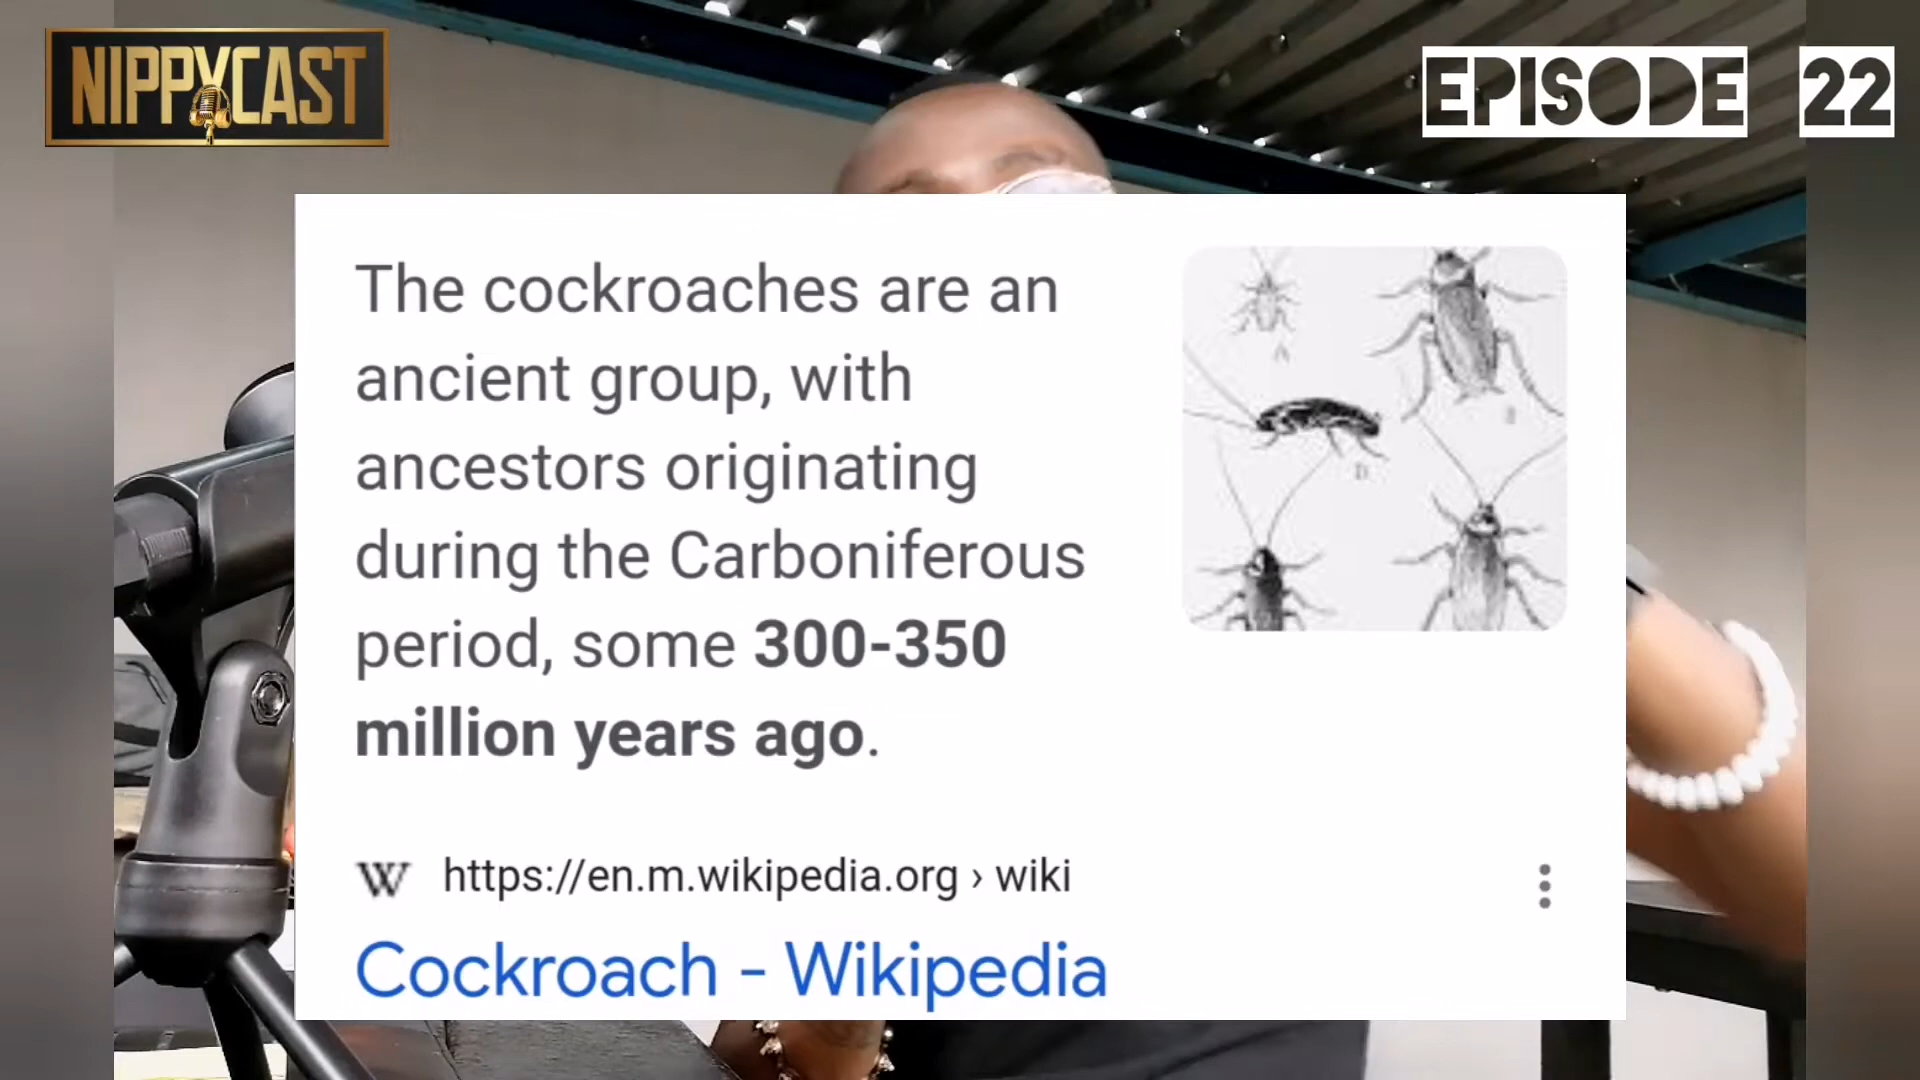 NIPPYCAST
EPISODE 22
The cockroaches are an
ancient group, with
ancestors originating
during the Carboniferous
period, some 300-350
million years ago.
A
B
D
W https://en.m.wikipedia.org › wiki
Cockroach - Wikipedia